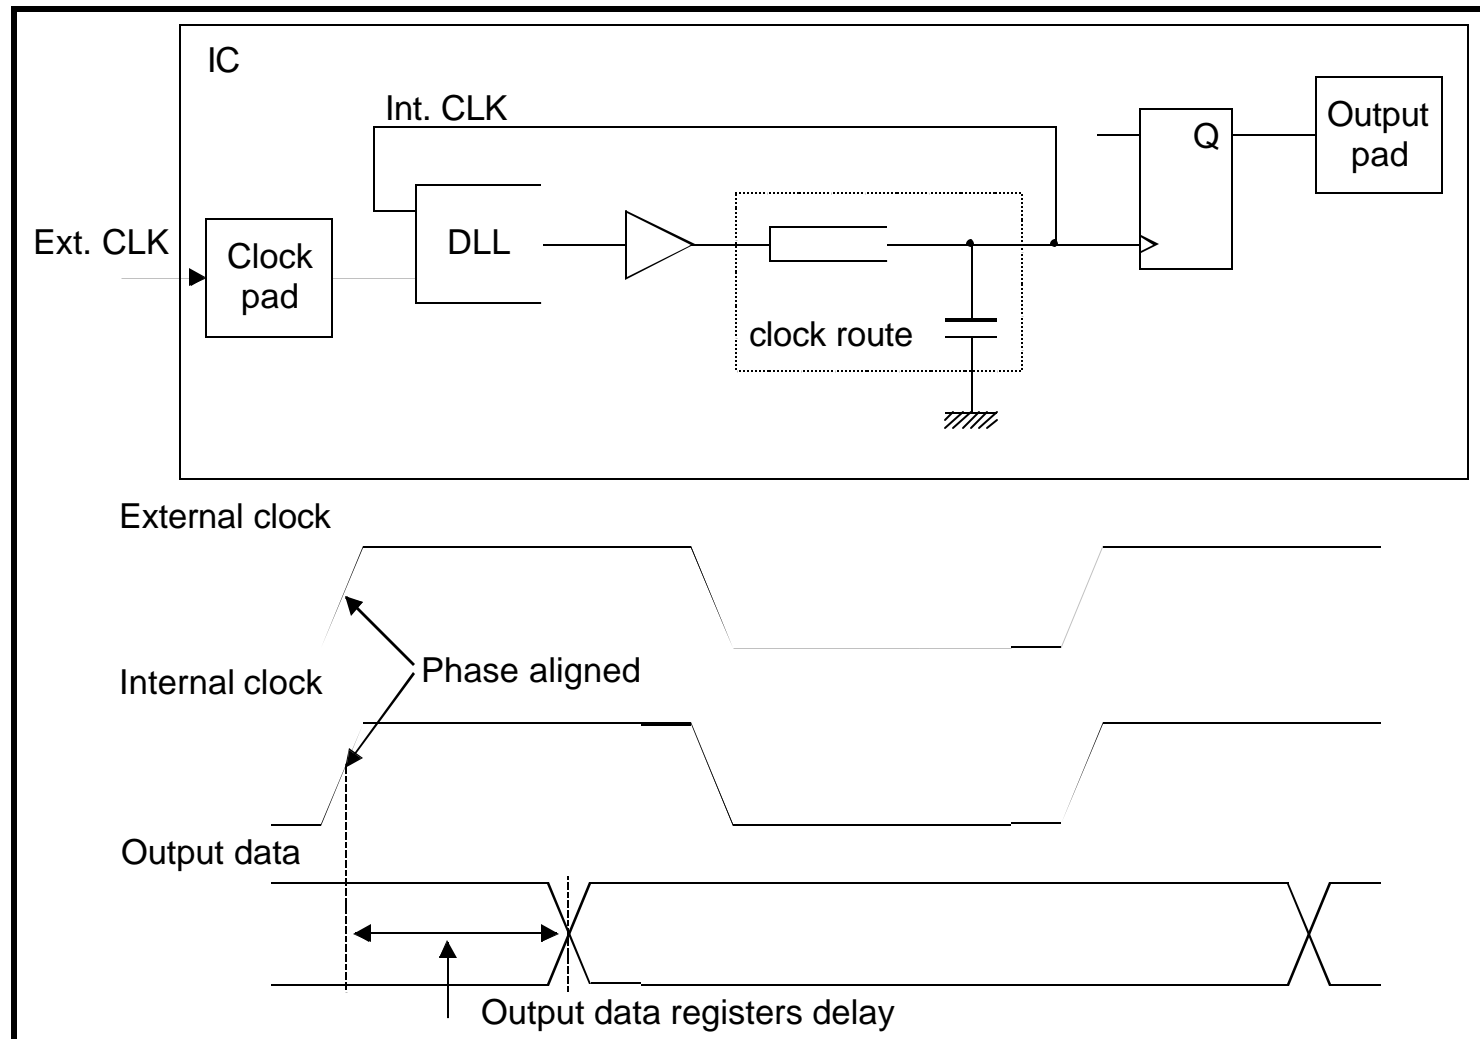 IC
Int. CLK
Q
Output
pad
Ext. CLK
Clock
pad
DLL
clock route
External clock
Phase aligned
Internal clock
Output data
Output data registers delay